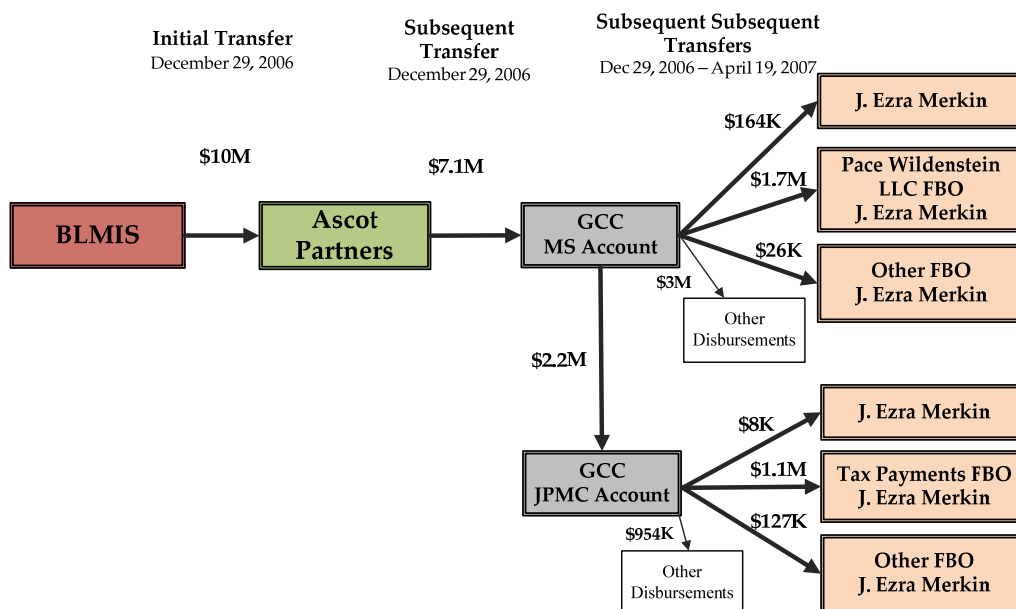 Initial Transfer
December 29, 2006
Subsequent
Transfer
December 29, 2006
Subsequent Subsequent
Transfers
Dec 29, 2006 – April 19, 2007
$10M
$7.1M
BLMIS
Ascot
Partners
GCC
MS Account
$164K
$1.7M
$26K
$3M
J. Ezra Merkin
Pace Wildenstein
LLC FBO
J. Ezra Merkin
Other FBO
J. Ezra Merkin
Other
Disbursements
$2.2M
GCC
JPMC Account
$8K
$1.1M
$127K
$954K
J. Ezra Merkin
Tax Payments FBO
J. Ezra Merkin
Other FBO
J. Ezra Merkin
Other
Disbursements